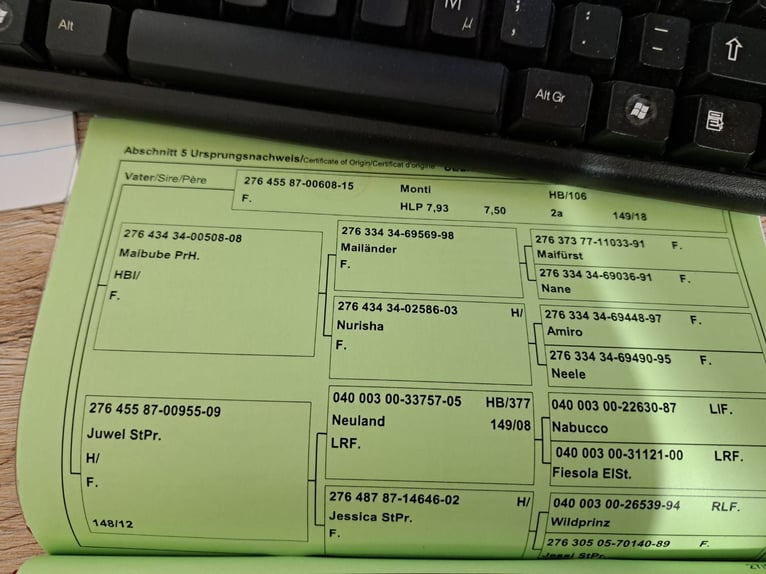 Alt
M
µ
;
,
:
.
_
-
Alt Gr
Abschnitt 5 Ursprungsnachweis/Certificate of Origin/Certificat d'origine
Vater/Sire/Père
276 455 87-00608-15 Monti HB/106
F. HLP 7,93 7,50 2a 149/18
276 434 34-00508-08
Maibube PrH.
HBI/
F.
276 334 34-69569-98
Mailänder
F.
276 373 77-11033-91 F.
Maifürst
276 334 34-69036-91 F.
Nane
276 434 34-02586-03 H/
Nurisha
F.
276 334 34-69448-97 F.
Amiro
276 334 34-69490-95 F.
Neele
276 455 87-00955-09
Juwel StPr.
H/
F.
148/12
040 003 00-33757-05 HB/377
Neuland 149/08
LRF.
040 003 00-22630-87 LIF.
Nabucco
040 003 00-31121-00 LRF.
Fiesola ElSt.
276 487 87-14646-02 H/
Jessica StPr.
F.
040 003 00-26539-94 RLF.
Wildprinz
276 305 05-70140-89 F.
StPr.